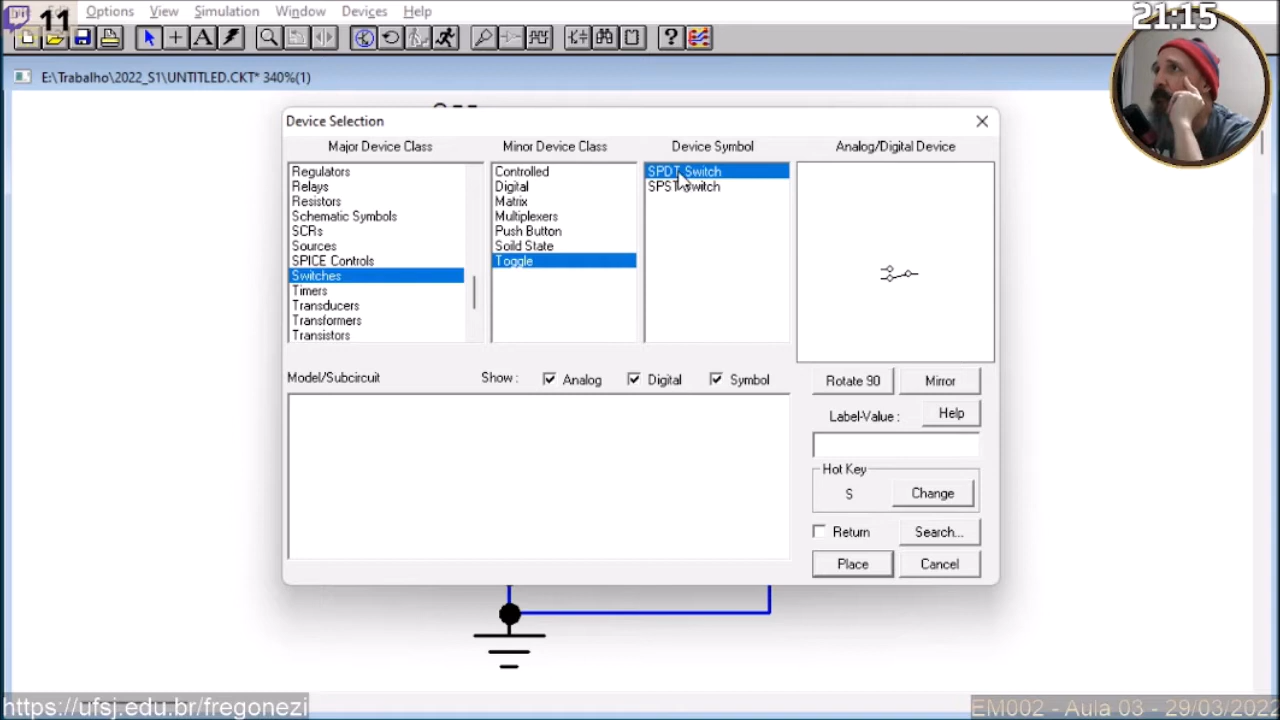 11
Options View Simulation Window Devices Help
21:15
E:\Trabalho\2022_S1\UNTITLED.CKT* 340%(1)
Device Selection
Major Device Class
Minor Device Class
Device Symbol
Analog/Digital Device
Regulators
Relays
Resistors
Schematic Symbols
SCRs
Sources
SPICE Controls
Switches
Timers
Transducers
Transformers
Transistors
Controlled
Digital
Matrix
Multiplexers
Push Button
Soild State
Toggle
SPDT Switch
SPST Switch
Model/Subcircuit
Show :
Analog
Digital
Symbol
Rotate 90
Mirror
Label-Value :
Help
Hot Key
S
Change
Return
Search...
Place
Cancel
https://ufsj.edu.br/fregonezi
EM002 - Aula 03 - 29/03/2022